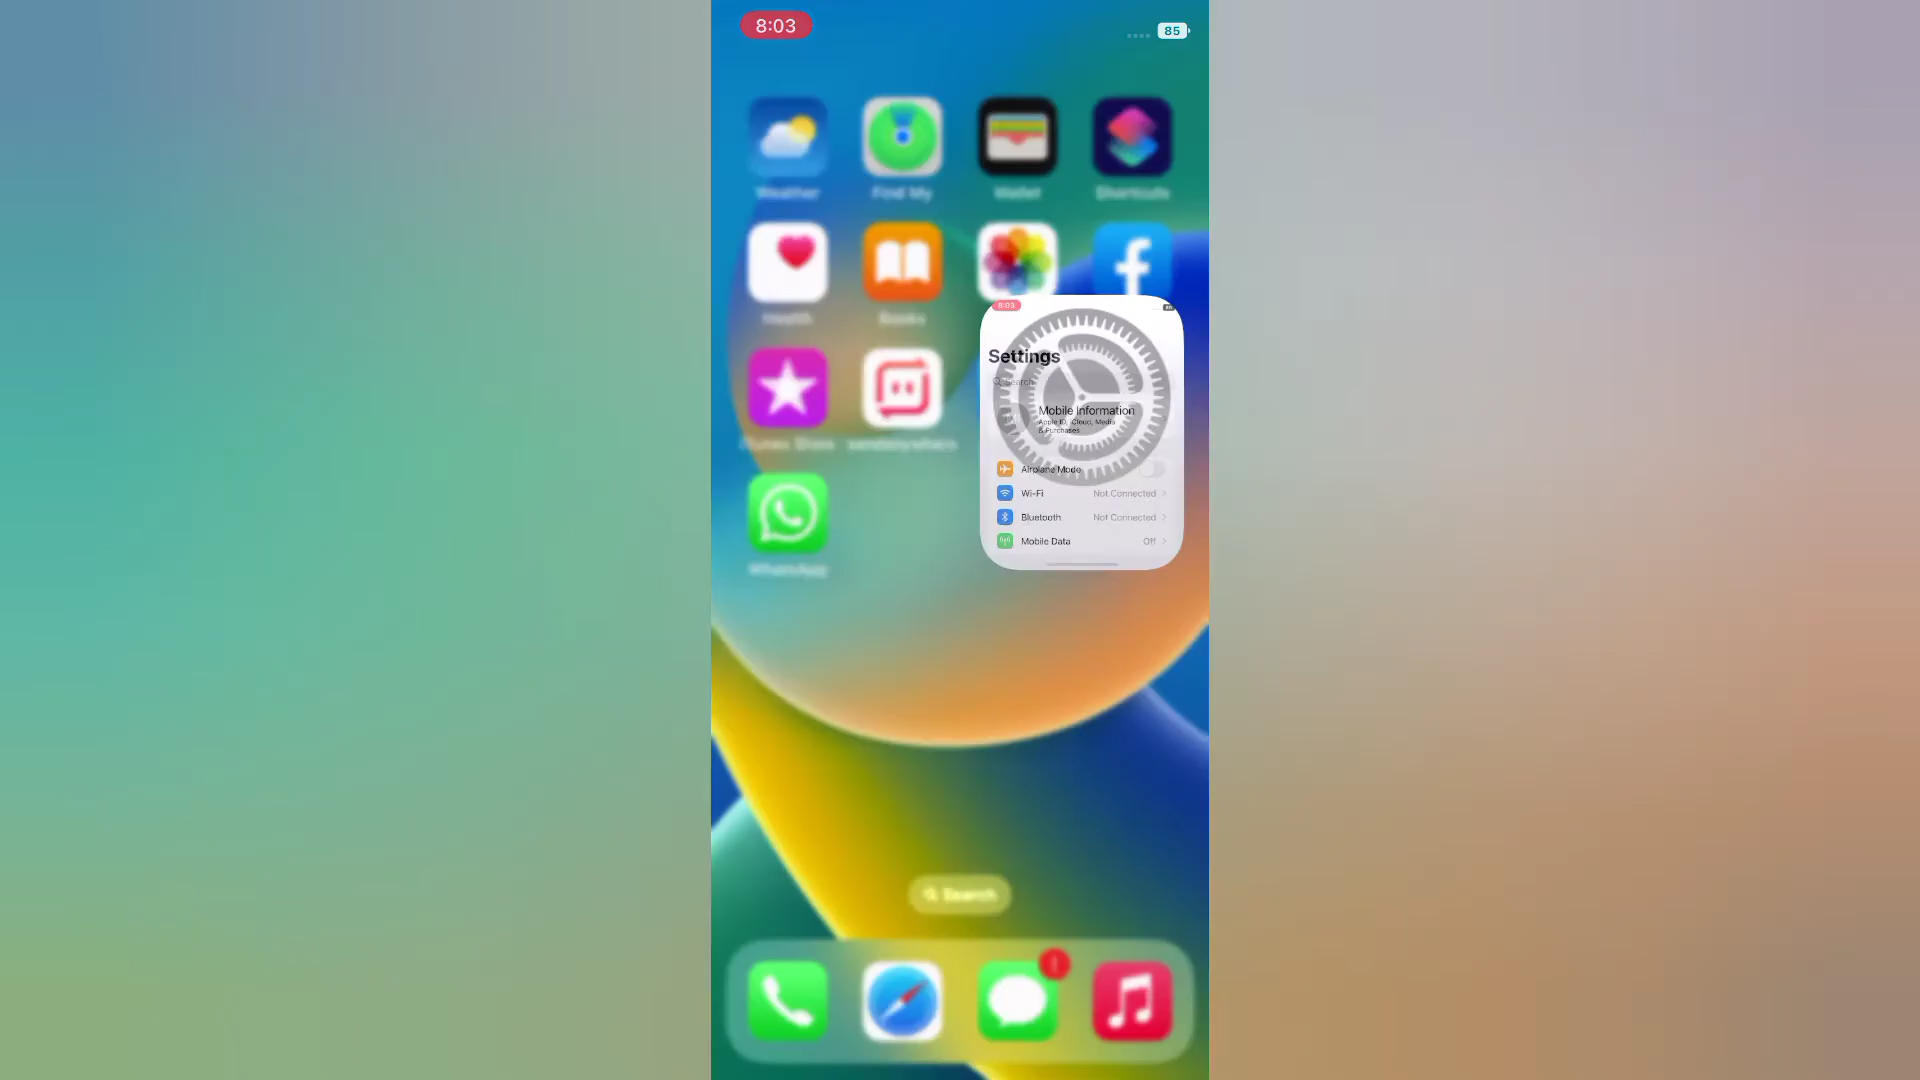 8:03
85
Weather
Find My
Wallet
Shortcuts
Health
Books
8:03
Settings
Search
Mobile Information
Apple ID, iCloud, Media
& Purchases
iTunes Store
sendanywhere
Airplane Mode
Wi-Fi
Not Connected
Bluetooth
Not Connected
Mobile Data
Off
WhatsApp
Search